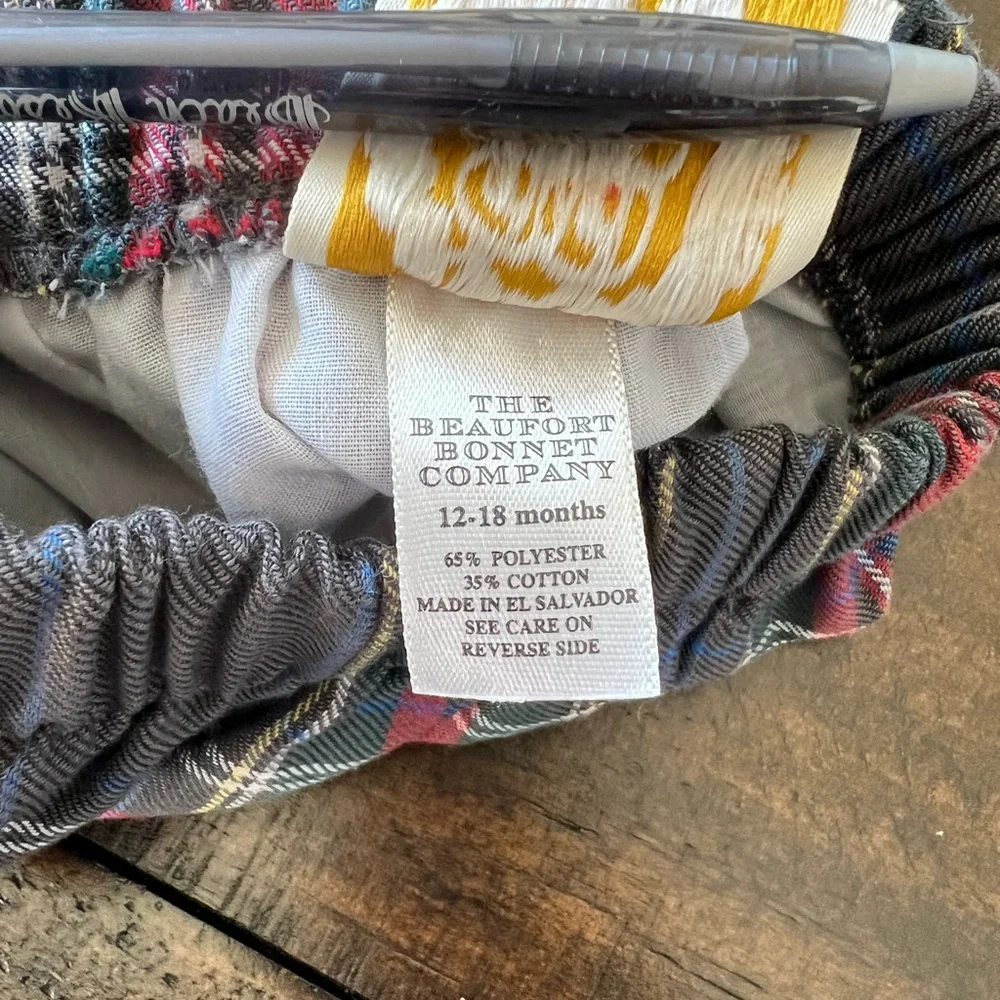 THE
BEAUFORT
BONNET
COMPANY
12-18 months
65% POLYESTER
35% COTTON
MADE IN EL SALVADOR
SEE CARE ON
REVERSE SIDE